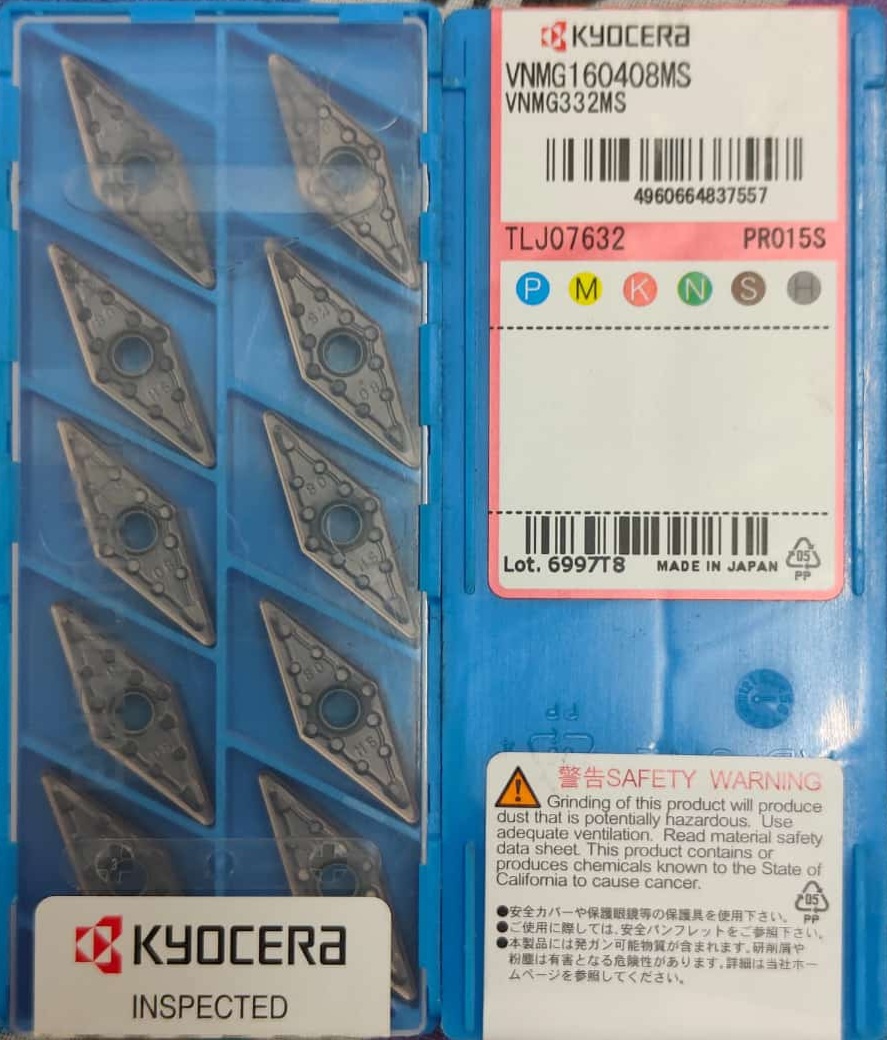 KYOCERA
VNMG160408MS
VNMG332MS
4960664837557
TLJ07632 PR015S
P M K N S H
Lot. 6997T8 MADE IN JAPAN
05
PP
警告SAFETY WARNING
Grinding of this product will produce
dust that is potentially hazardous. Use
adequate ventilation. Read material safety
data sheet. This product contains or
produces chemicals known to the State of
California to cause cancer.
05
PP
●安全カバーや保護眼鏡等の保護具を使用下さい。
●ご使用に際しては、安全パンフレットをご参照下さい。
●本製品には発ガン可能物質が含まれます。研削屑や
粉塵は有害となる危険性があります。詳細は当社ホー
ムページを参照してください。
KYOCERA
INSPECTED